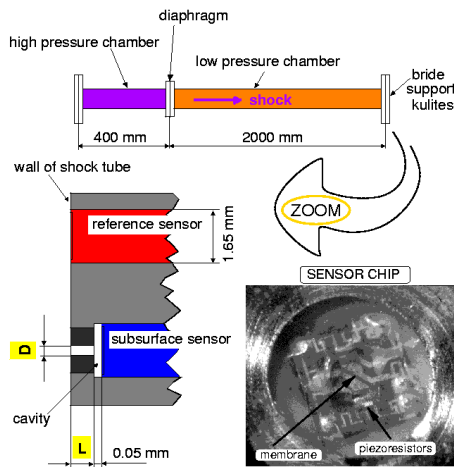 diaphragm
high pressure chamber
low pressure chamber
bride
support
kulites
shock
400 mm
2000 mm
wall of shock tube
ZOOM
reference sensor
1.65 mm
SENSOR CHIP
subsurface sensor
D
cavity
L
0.05 mm
membrane
piezoresistors